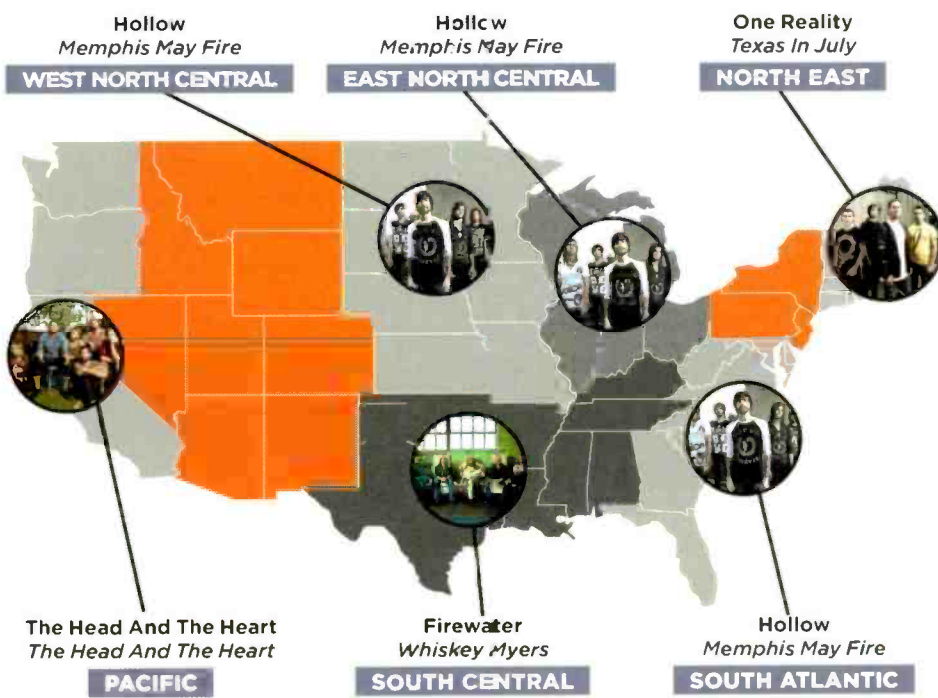 Hollow
Memphis May Fire
WEST NORTH CENTRAL
Hollow
Memphis May Fire
EAST NORTH CENTRAL
One Reality
Texas In July
NORTH EAST
The Head And The Heart
The Head And The Heart
PACIFIC
Firewater
Whiskey Myers
SOUTH CENTRAL
Hollow
Memphis May Fire
SOUTH ATLANTIC